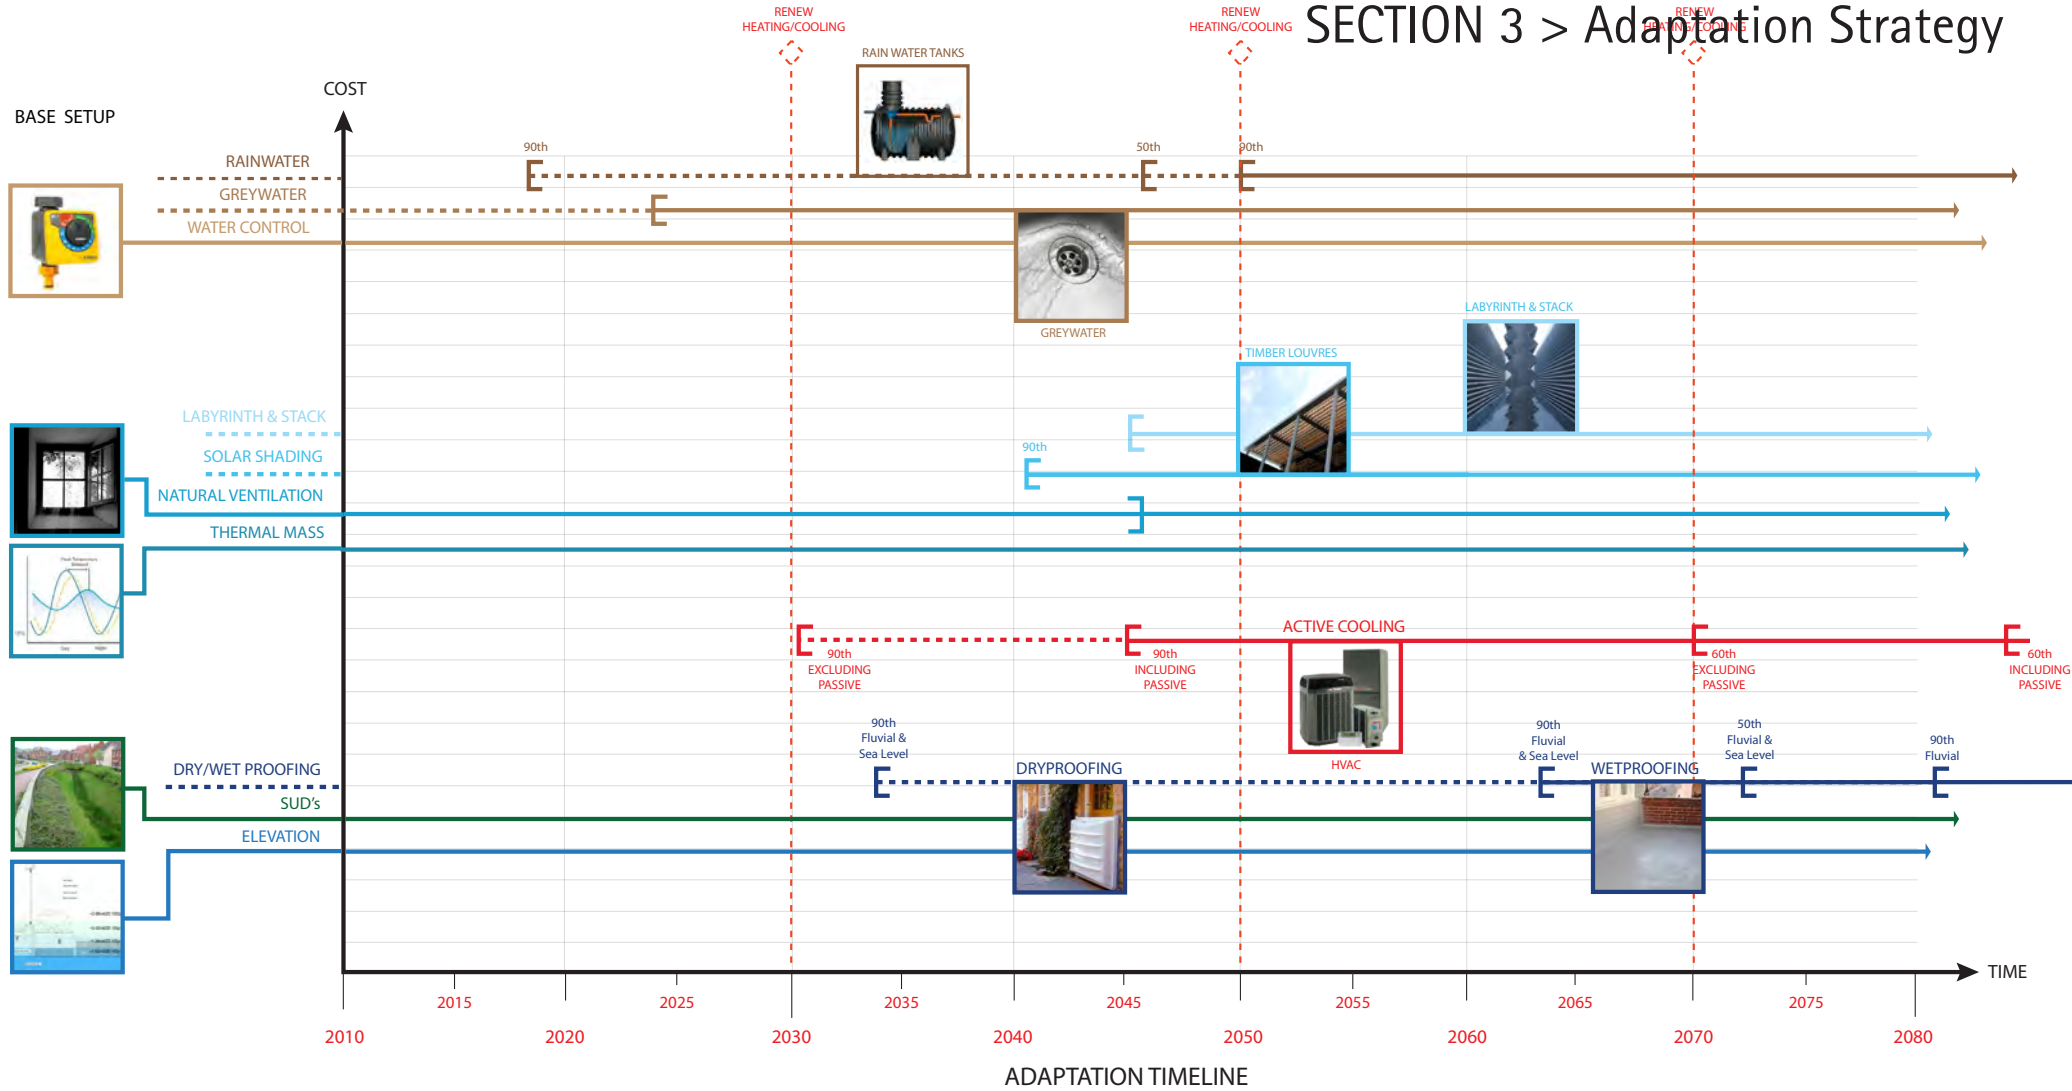 SECTION 3 > Adaptation Strategy
RENEW
HEATING/COOLING
RENEW
HEATING/COOLING
RENEW
HEATING/COOLING
RAIN WATER TANKS
COST
BASE SETUP
90th
50th
90th
RAINWATER
GREYWATER
WATER CONTROL
GREYWATER
LABYRINTH & STACK
TIMBER LOUVRES
LABYRINTH & STACK
90th
SOLAR SHADING
NATURAL VENTILATION
THERMAL MASS
ACTIVE COOLING
90th
EXCLUDING
PASSIVE
90th
INCLUDING
PASSIVE
60th
EXCLUDING
PASSIVE
60th
INCLUDING
PASSIVE
HVAC
90th
Fluvial &
Sea Level
90th
Fluvial
& Sea Level
50th
Fluvial &
Sea Level
90th
Fluvial
DRY/WET PROOFING
DRYPROOFING
WETPROOFING
SUD's
ELEVATION
TIME
2015
2025
2035
2045
2055
2065
2075
2010
2020
2030
2040
2050
2060
2070
2080
ADAPTATION TIMELINE